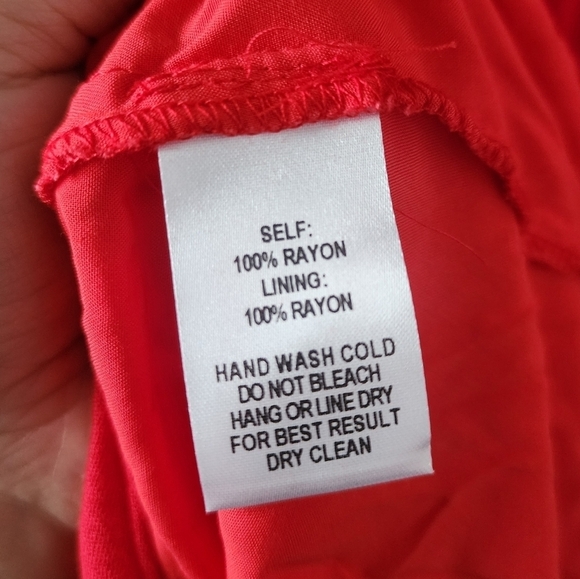 SELF:
100% RAYON
LINING:
100% RAYON
HAND WASH COLD
DO NOT BLEACH
HANG OR LINE DRY
FOR BEST RESULT
DRY CLEAN